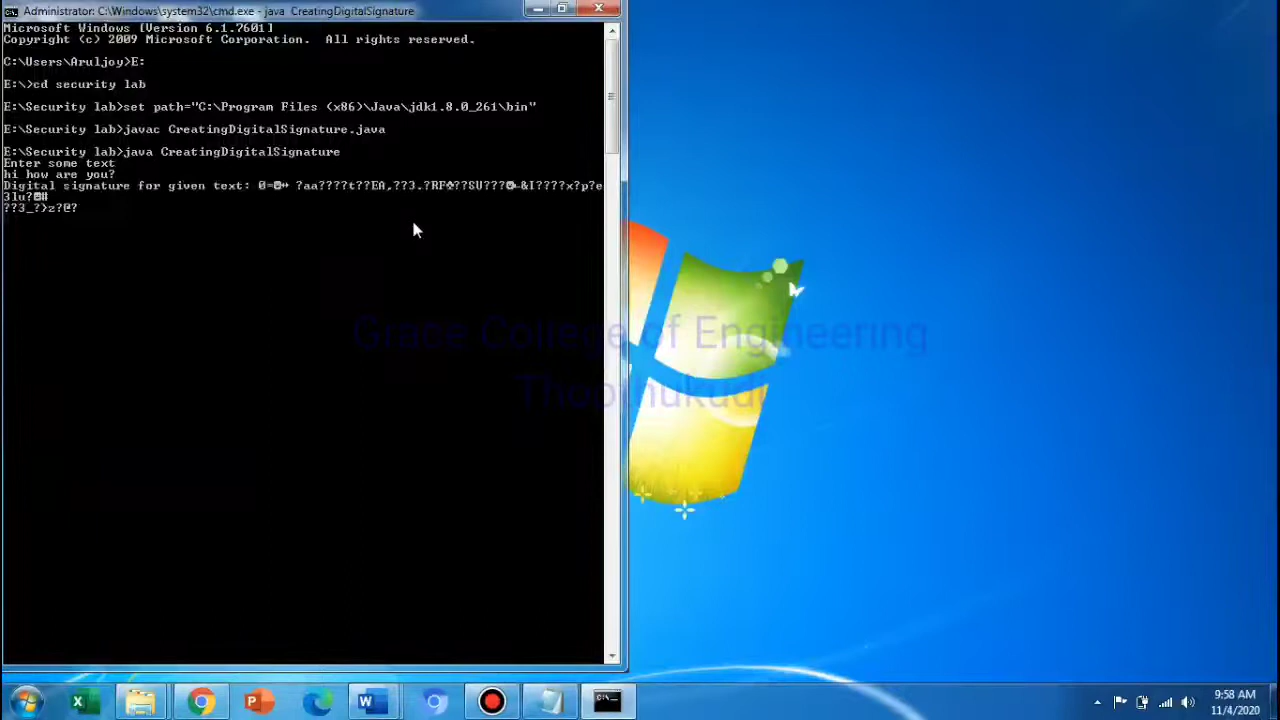 Administrator: C:\Windows\system32\cmd.exe - java CreatingDigitalSignature
Microsoft Windows [Version 6.1.7601]
Copyright (c) 2009 Microsoft Corporation.  All rights reserved.
C:\Users\Aruljoy>E:
E:\>cd security lab
E:\Security lab>set path="C:\Program Files (x86)\Java\jdk1.8.0_261\bin"
E:\Security lab>javac CreatingDigitalSignature.java
E:\Security lab>java CreatingDigitalSignature
Enter some text
hi how are you?
Digital signature for given text:
Grace College of Engineering
9:58 AM
11/4/2020